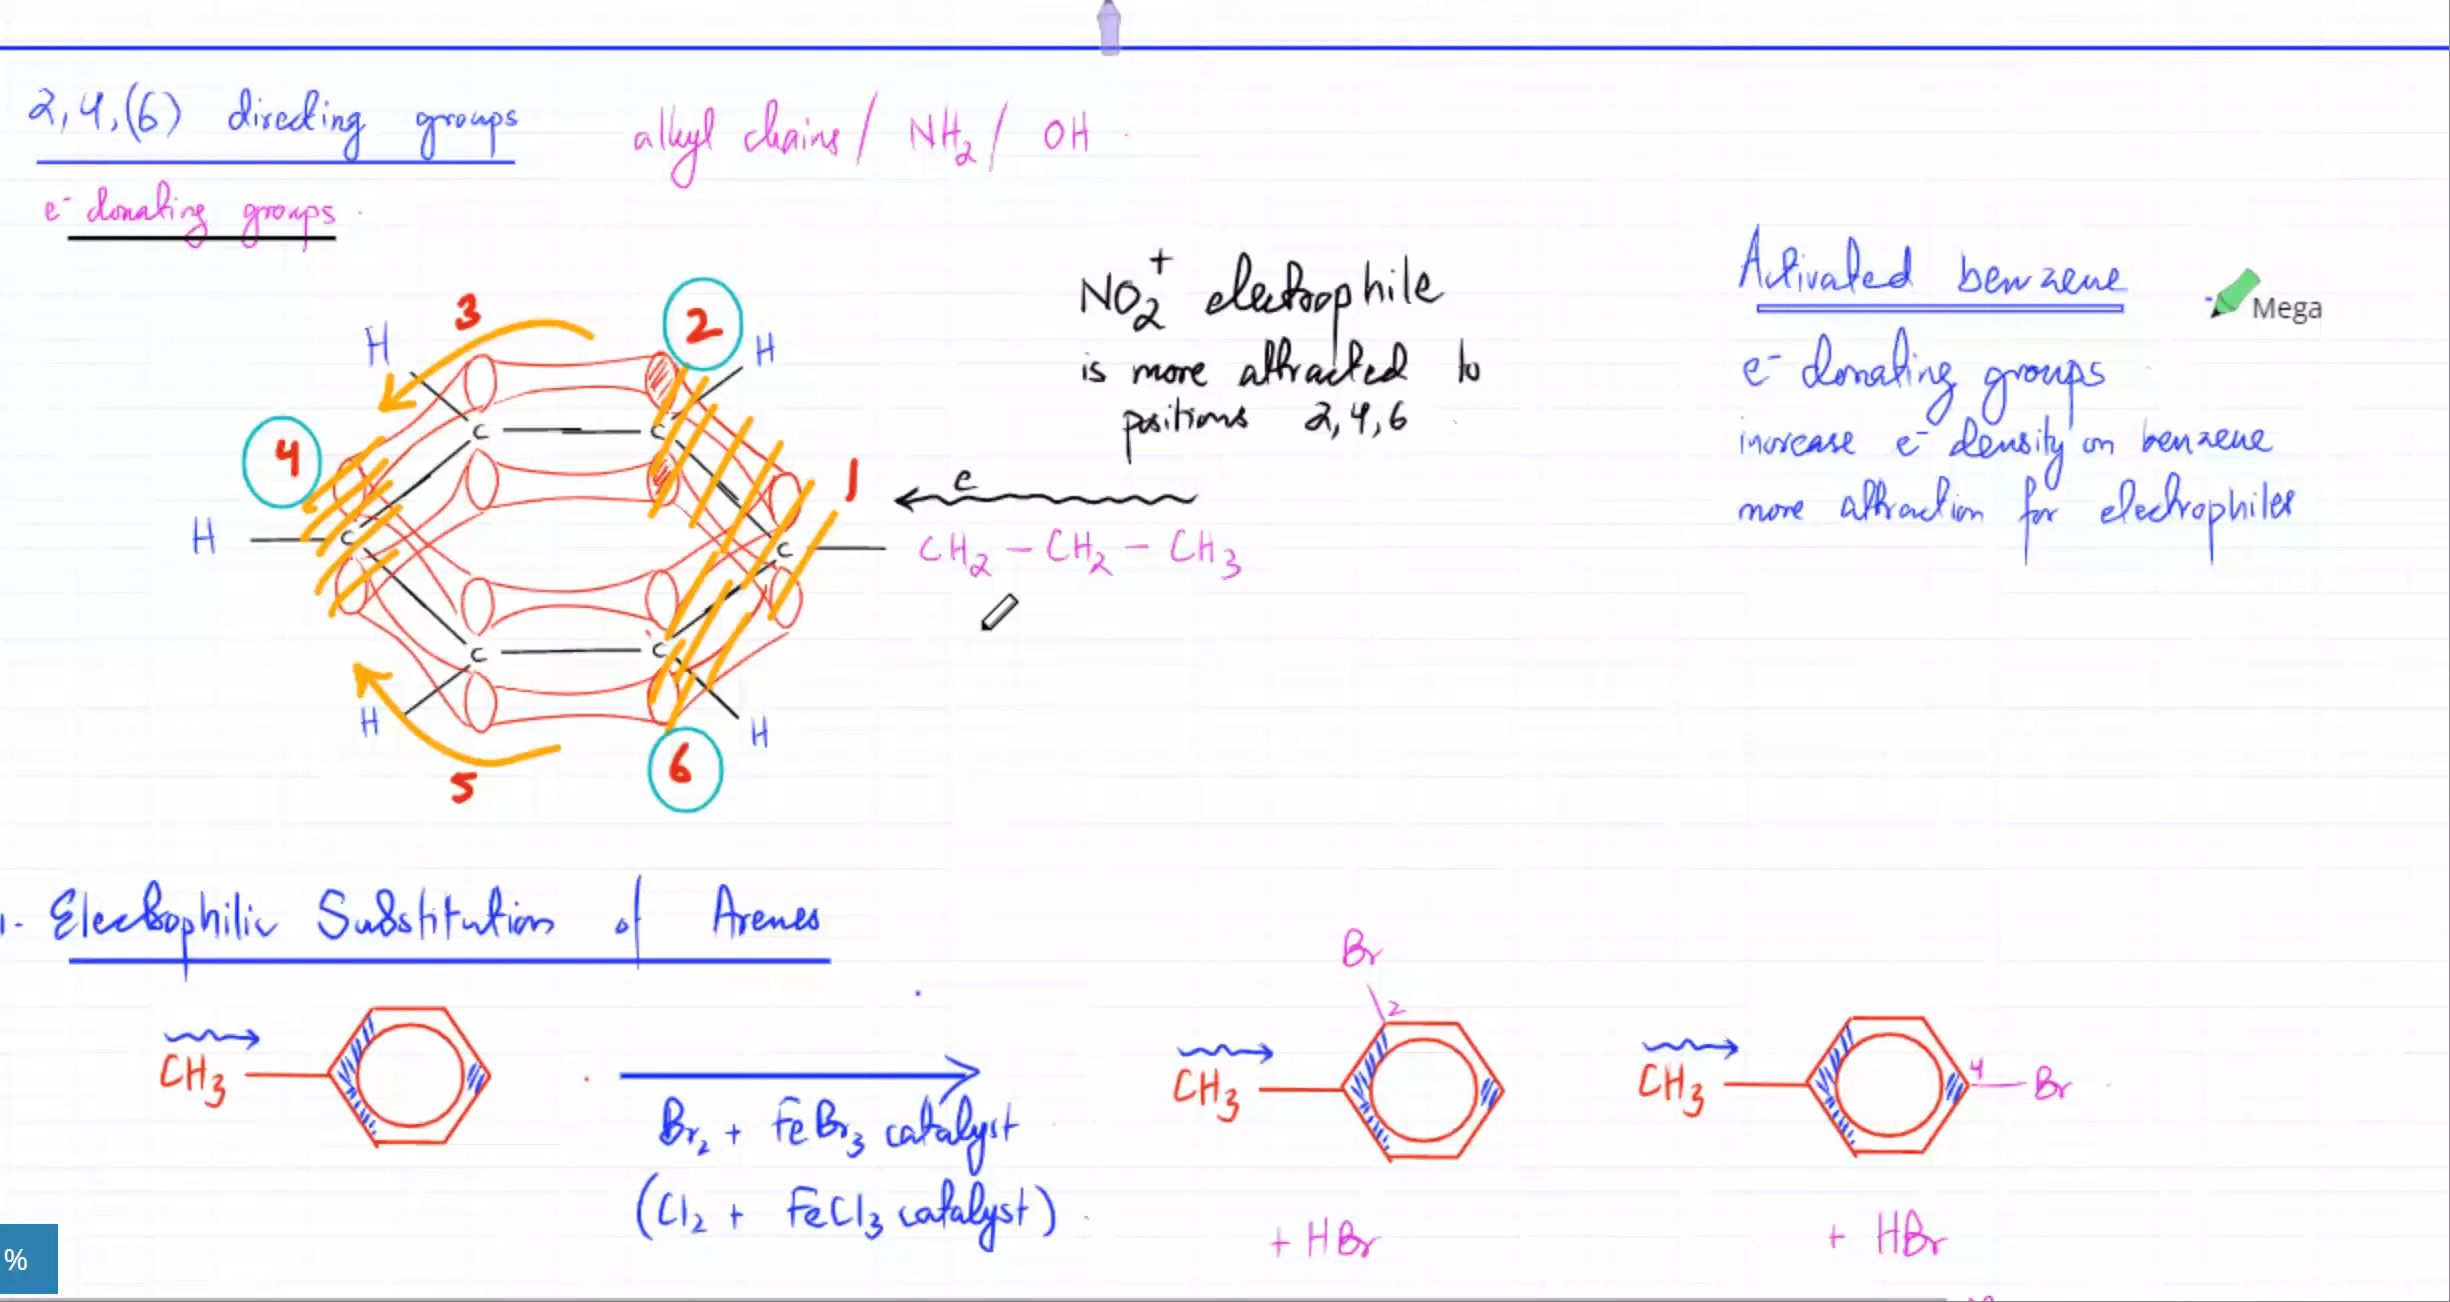 2,4,(6) directing groups
alkyl chains / NH2 / OH
e- donating groups
NO2+ electrophile
is more attracted to
positions 2,4,6
Activated benzene
Mega
e- donating groups
increase e- density on benzene
more attraction for electrophiles
3
2
H
H
4
1
e
C
C
H
C
C
CH2 - CH2 - CH3
C
C
H
H
5
6
1. Electrophilic Substitution of Arenes
CH3
Br2 + FeBr3 catalyst
(Cl2 + FeCl3 catalyst)
Br
2
CH3
+ HBr
CH3
4
Br
+ HBr
%